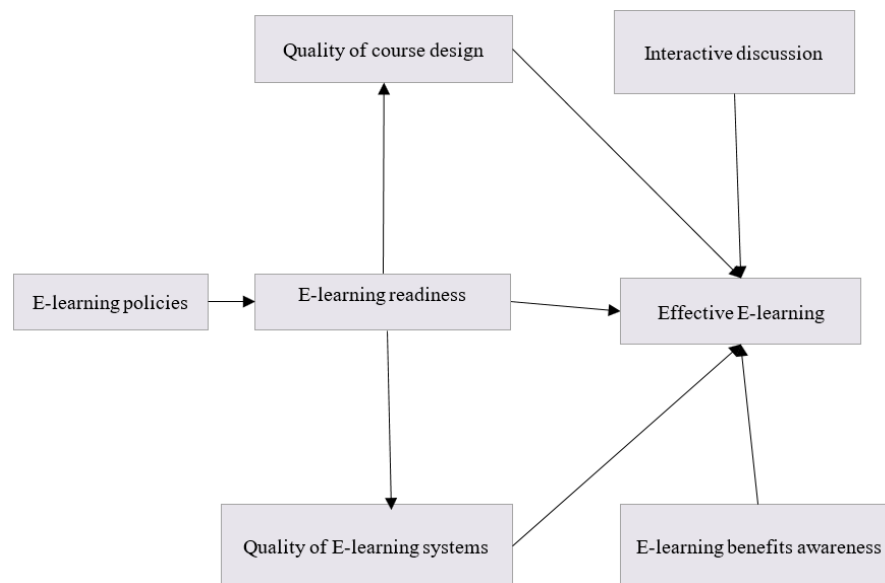 Quality of course design
Interactive discussion
E-learning policies
E-learning readiness
Effective E-learning
Quality of E-learning systems
E-learning benefits awareness